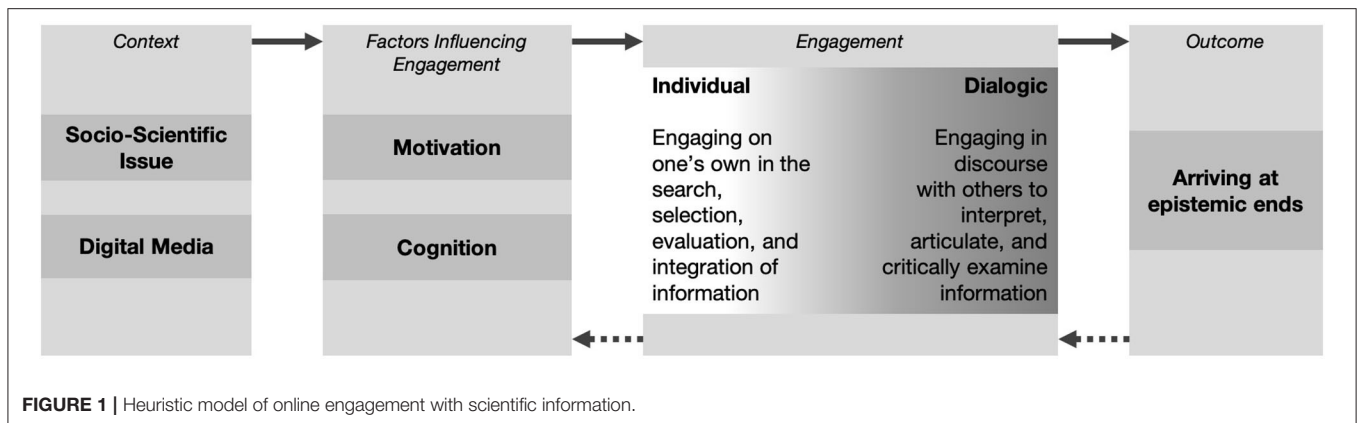 Context
Socio-Scientific
Issue
Digital Media
Factors Influencing
Engagement
Motivation
Cognition
Engagement
Individual
Engaging on
one's own in the
search,
selection,
evaluation, and
integration of
information
Dialogic
Engaging in
discourse
with others to
interpret,
articulate, and
critically examine
information
Outcome
Arriving at
epistemic ends
FIGURE 1 | Heuristic model of online engagement with scientific information.